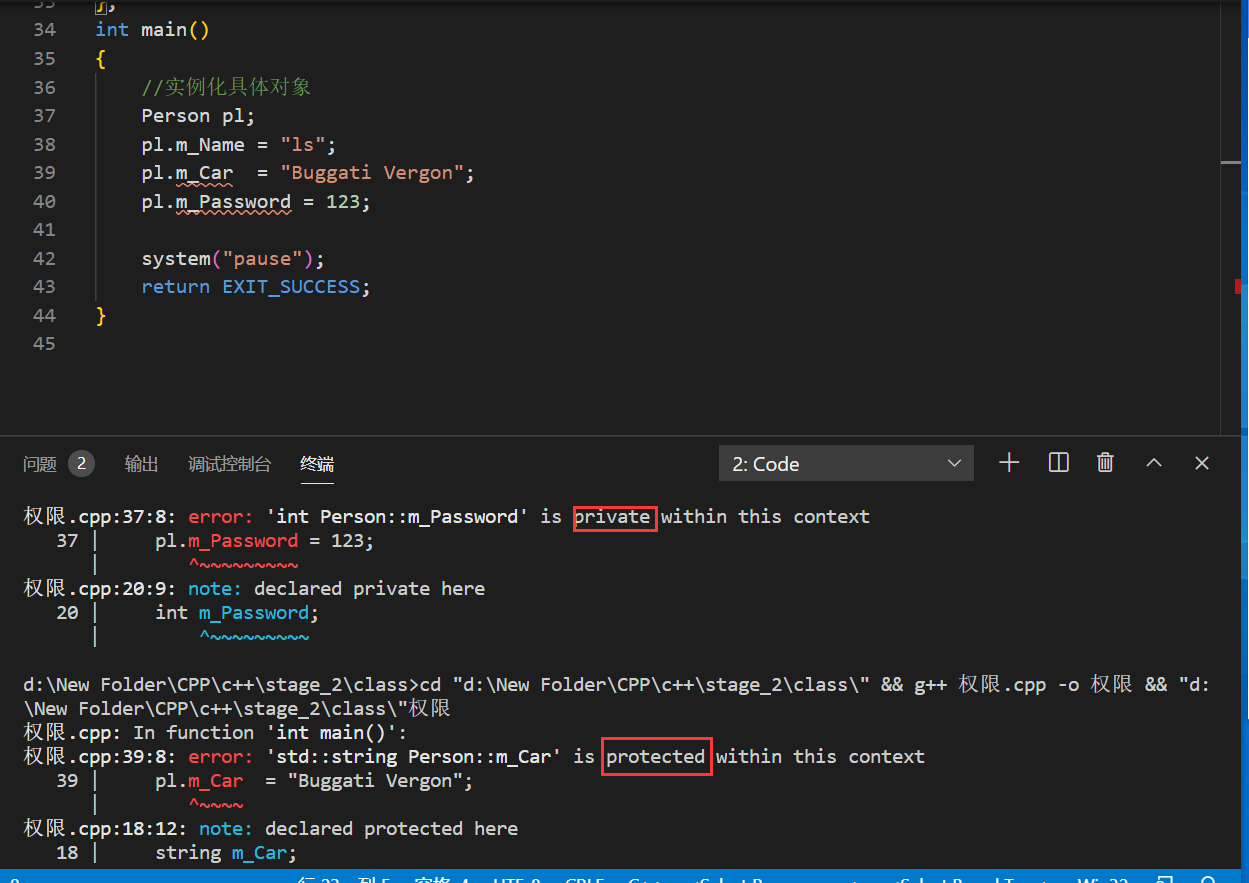 };
34 int main()
35 {
36 //实例化具体对象
37 Person pl;
38 pl.m_Name = "ls";
39 pl.m_Car  = "Buggati Vergon";
40 pl.m_Password = 123;
41
42 system("pause");
43 return EXIT_SUCCESS;
44 }
45
问题 2 输出 调试控制台 终端 2: Code
权限.cpp:37:8: error: 'int Person::m_Password' is private within this context
37 |     pl.m_Password = 123;
|        ^~~~~~~~~~
权限.cpp:20:9: note: declared private here
20 |     int m_Password;
|         ^~~~~~~~~~
d:\New Folder\CPP\c++\stage_2\class>cd "d:\New Folder\CPP\c++\stage_2\class\" && g++ 权限.cpp -o 权限 && "d:
\New Folder\CPP\c++\stage_2\class\"权限
权限.cpp: In function 'int main()':
权限.cpp:39:8: error: 'std::string Person::m_Car' is protected within this context
39 |     pl.m_Car  = "Buggati Vergon";
|        ^~~~~
权限.cpp:18:12: note: declared protected here
18 |     string m_Car;